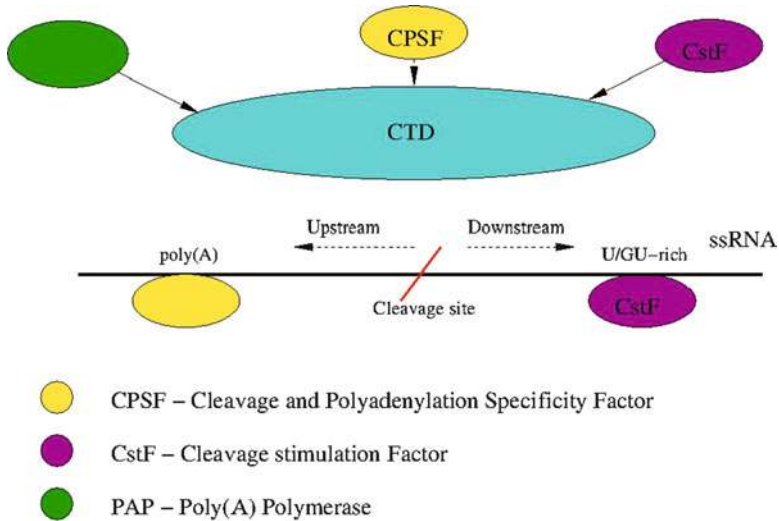 CPSF
CstF
CTD
Upstream
Downstream
ssRNA
poly(A)
U/GU−rich
Cleavage site
CstF
CPSF − Cleavage and Polyadenylation Specificity Factor
CstF − Cleavage stimulation Factor
PAP − Poly(A) Polymerase